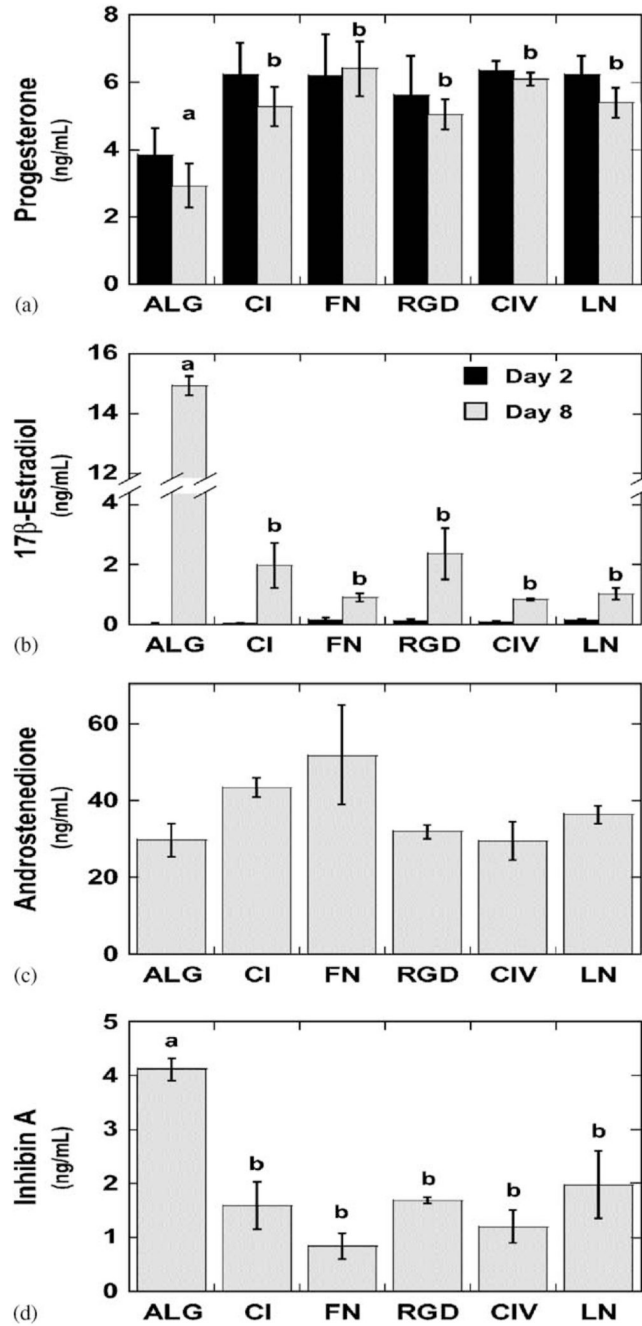 8
b
b
b
b
b
6
a
4
2
0
Progesterone
(ng/mL)
ALG CI FN RGD CIV LN
(a)
16
a
14
12
4
2
0
17β-Estradiol
(ng/mL)
Day 2
Day 8
b
b
b
b
b
ALG CI FN RGD CIV LN
(b)
60
40
20
0
Androstenedione
(ng/mL)
ALG CI FN RGD CIV LN
(c)
5
4
3
2
1
0
Inhibin A
(ng/mL)
a
b
b
b
b
b
ALG CI FN RGD CIV LN
(d)